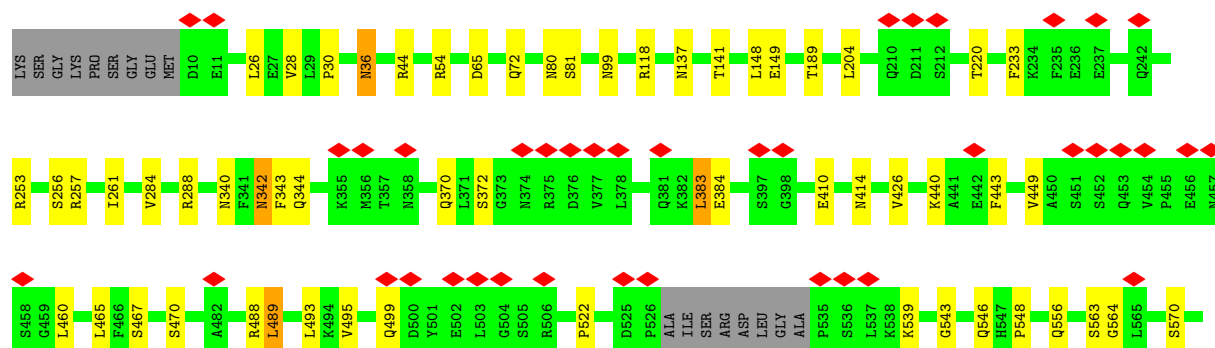 LYS SER GLY LYS PRO SER GLY GLU MET D10 E11 L26 E27 V28 L29 P30 N36 R44 R54 D65 Q72 N80 S81 N99 R118 N137 T141 L148 E149 T189 L204 Q210 D211 S212 T220 F233 K234 F235 E236 E237 Q242
R253 S256 R257 I261 V284 R288 N340 F341 N342 F343 Q344 K355 M356 T357 N358 Q370 L371 S372 G373 N374 R375 D376 V377 L378 Q381 K382 L383 E384 S397 G398 E410 N414 V426 K440 A441 E442 F443 V449 A450 S451 S452 Q453 V454 P455 E456 N457
S458 G459 L460 L465 F466 S467 S470 A482 R488 L489 L493 K494 V495 Q499 D500 Y501 E502 L503 G504 S505 R506 P522 D525 P526 ALA ILE SER ARG ASP LEU GLY ALA P535 S536 L537 K538 K539 G543 Q546 H547 P548 Q556 S563 G564 L565 S570